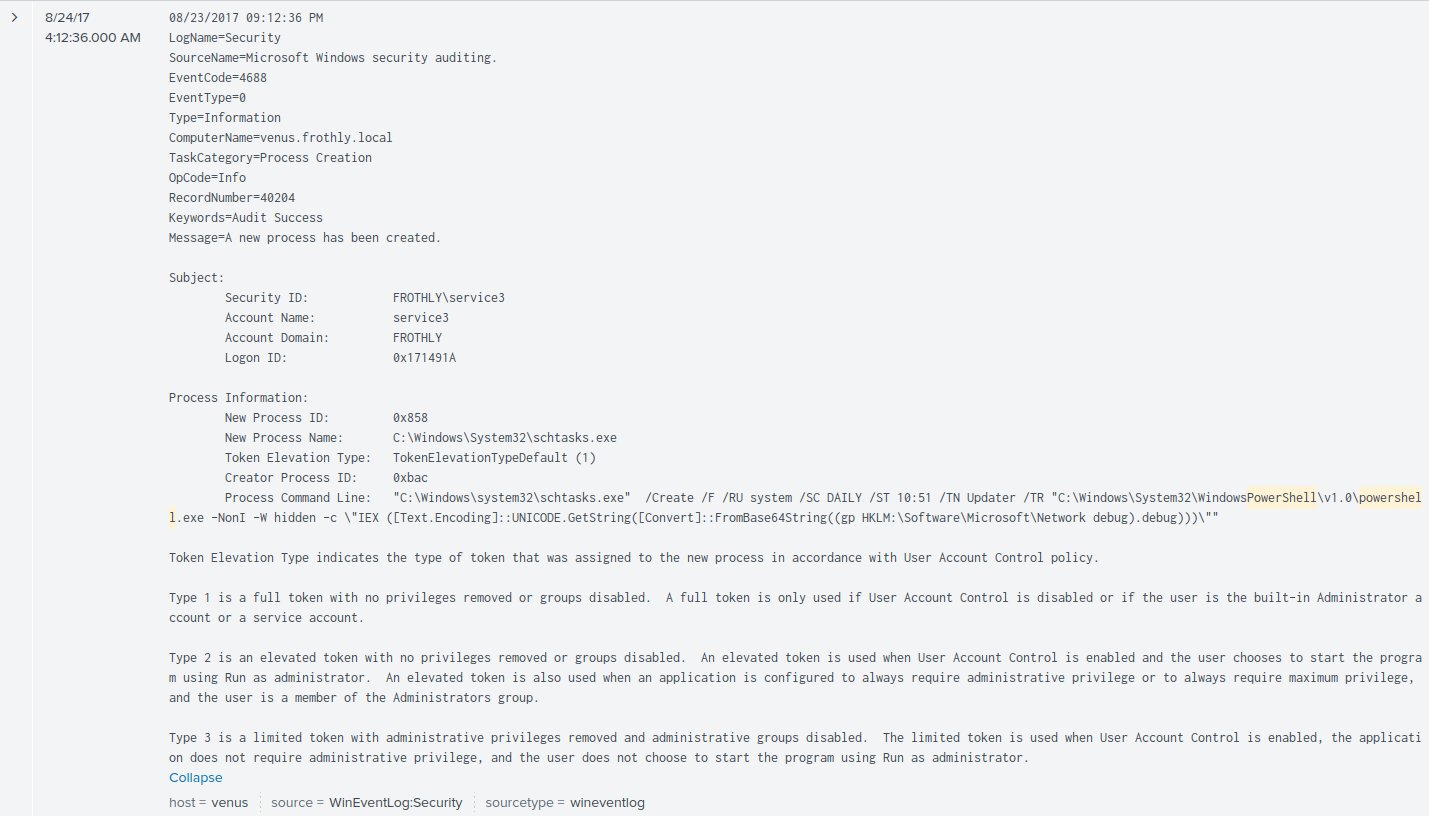 8/24/17
4:12:36.000 AM
08/23/2017 09:12:36 PM
LogName=Security
SourceName=Microsoft Windows security auditing.
EventCode=4688
EventType=0
Type=Information
ComputerName=venus.frothly.local
TaskCategory=Process Creation
OpCode=Info
RecordNumber=40204
Keywords=Audit Success
Message=A new process has been created.
Subject:
Security ID: FROTHLY\service3
Account Name: service3
Account Domain: FROTHLY
Logon ID: 0x171491A
Process Information:
New Process ID: 0x858
New Process Name: C:\Windows\System32\schtasks.exe
Token Elevation Type: TokenElevationTypeDefault (1)
Creator Process ID: 0xbac
Process Command Line: "C:\Windows\system32\schtasks.exe"  /Create /F /RU system /SC DAILY /ST 10:51 /TN Updater /TR "C:\Windows\System32\WindowsPowerShell\v1.0\powershel
l.exe -NonI -W hidden -c \"IEX ([Text.Encoding]::UNICODE.GetString([Convert]::FromBase64String((gp HKLM:\Software\Microsoft\Network debug).debug)))\""
Token Elevation Type indicates the type of token that was assigned to the new process in accordance with User Account Control policy.
Type 1 is a full token with no privileges removed or groups disabled.  A full token is only used if User Account Control is disabled or if the user is the built-in Administrator a
ccount or a service account.
Type 2 is an elevated token with no privileges removed or groups disabled.  An elevated token is used when User Account Control is enabled and the user chooses to start the progra
m using Run as administrator.  An elevated token is also used when an application is configured to always require administrative privilege or to always require maximum privilege,
and the user is a member of the Administrators group.
Type 3 is a limited token with administrative privileges removed and administrative groups disabled.  The limited token is used when User Account Control is enabled, the applicati
on does not require administrative privilege, and the user does not choose to start the program using Run as administrator.
Collapse
host = venus source = WinEventLog:Security sourcetype = wineventlog